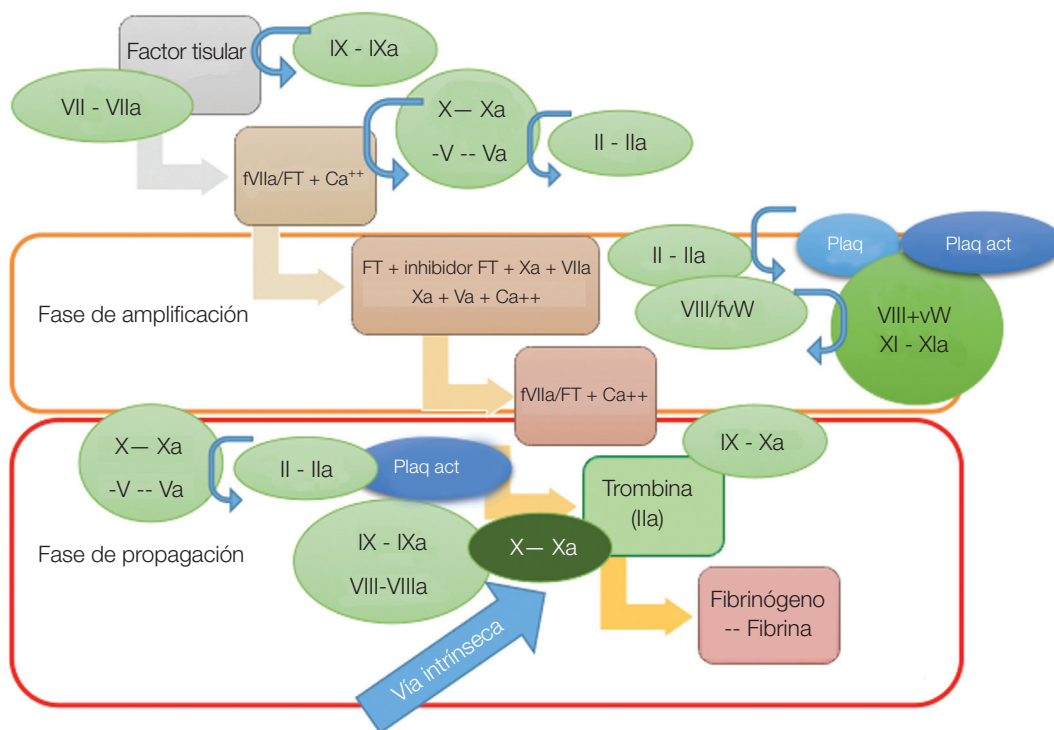 Factor tisular
IX - IXa
VII - VIIa
X— Xa
-V -- Va
II - IIa
fVIIa/FT + Ca++
Plaq
Plaq act
II - IIa
FT + inhibidor FT + Xa + VIIa
Xa + Va + Ca++
Fase de amplificación
VIII/fvW
VIII+vW
XI - XIa
fVIIa/FT + Ca++
X— Xa
-V -- Va
II - IIa
Plaq act
IX - Xa
Trombina
(IIa)
Fase de propagación
IX - IXa
VIII-VIIIa
X— Xa
Fibrinógeno
-- Fibrina
Vía intrínseca